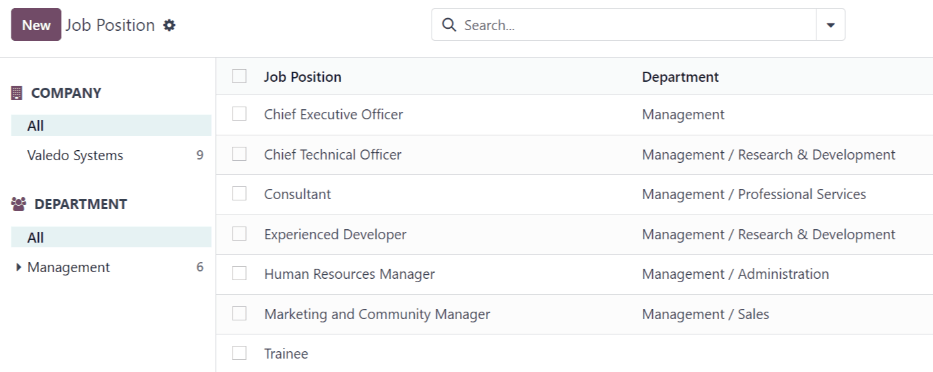 New Job Position Search...
COMPANY
All
Valedo Systems 9
DEPARTMENT
All
Management 6
Job Position Department
Chief Executive Officer Management
Chief Technical Officer Management / Research & Development
Consultant Management / Professional Services
Experienced Developer Management / Research & Development
Human Resources Manager Management / Administration
Marketing and Community Manager Management / Sales
Trainee